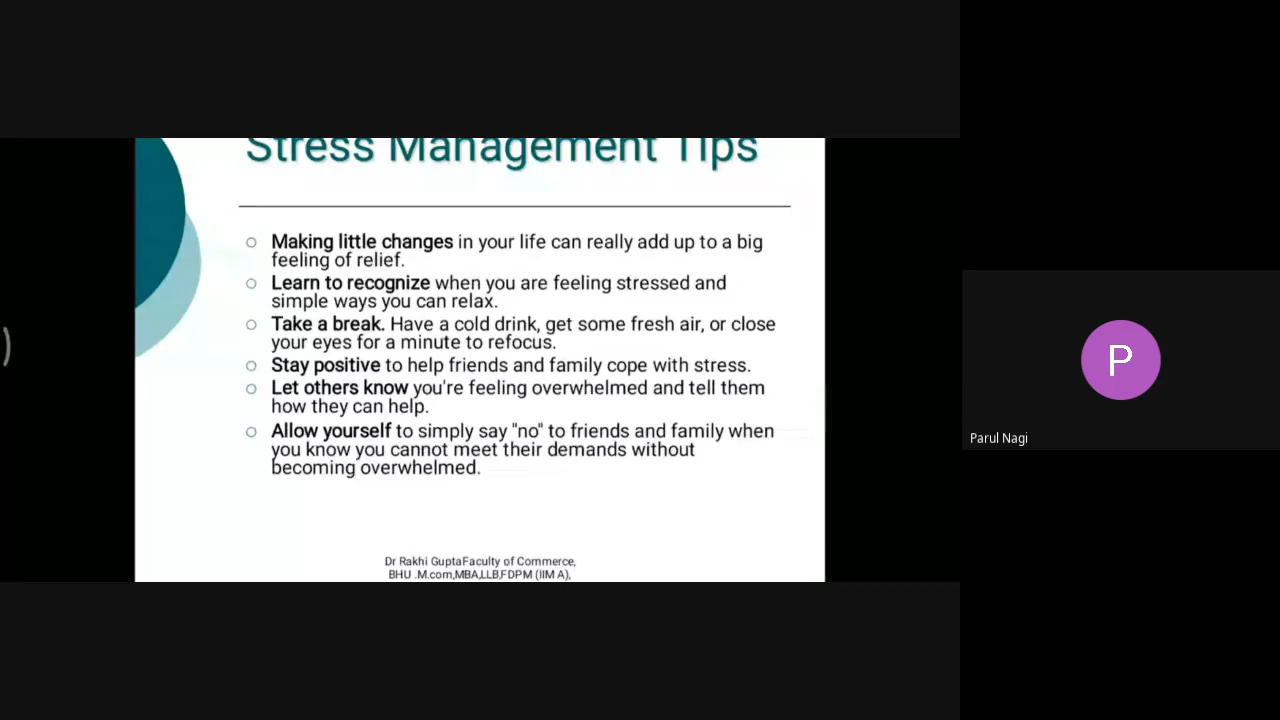 Stress Management Tips
Making little changes in your life can really add up to a big
feeling of relief.
Learn to recognize when you are feeling stressed and
simple ways you can relax.
Take a break. Have a cold drink, get some fresh air, or close
your eyes for a minute to refocus.
Stay positive to help friends and family cope with stress.
Let others know you're feeling overwhelmed and tell them
how they can help.
Allow yourself to simply say "no" to friends and family when
you know you cannot meet their demands without
becoming overwhelmed.
Dr Rakhi GuptaFaculty of Commerce,
BHU .M.com,MBA,LLB,FDPM (IIM A),
P
Parul Nagi